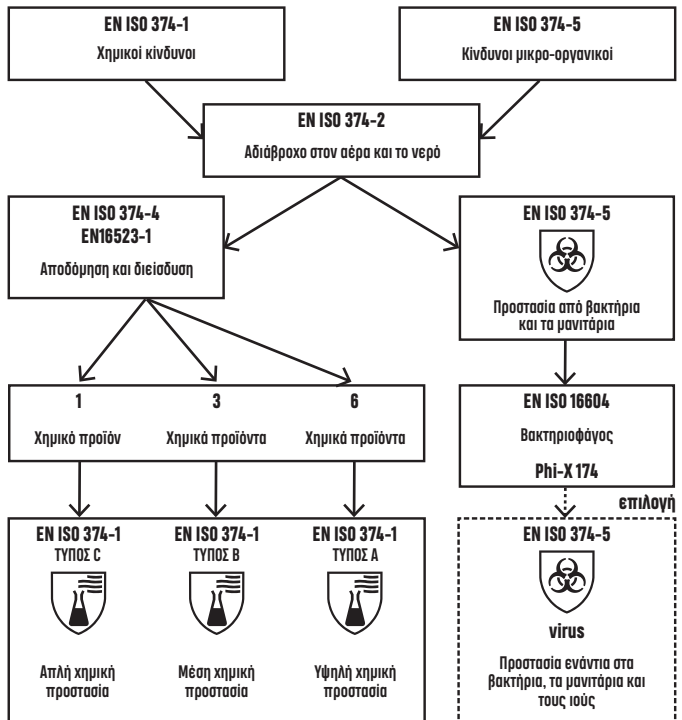 EN ISO 374-1
Χημικοί κίνδυνοι
EN ISO 374-5
Κίνδυνοι μικρο-οργανικοί
EN ISO 374-2
Αδιάβροχο στον αέρα και το νερό
EN ISO 374-4
EN16523-1
Αποδόμηση και διείσδυση
EN ISO 374-5
Προστασία από βακτήρια
και τα μανιτάρια
1
Χημικό προϊόν
3
Χημικά προϊόντα
6
Χημικά προϊόντα
EN ISO 16604
Βακτηριοφάγος
Phi-X 174
επιλογή
EN ISO 374-1
ΤΥΠΟΣ C
Απλή χημική
προστασία
EN ISO 374-1
ΤΥΠΟΣ B
Μέση χημική
προστασία
EN ISO 374-1
ΤΥΠΟΣ A
Υψηλή χημική
προστασία
EN ISO 374-5
virus
Προστασία ενάντια στα
βακτήρια, τα μανιτάρια και
τους ιούς